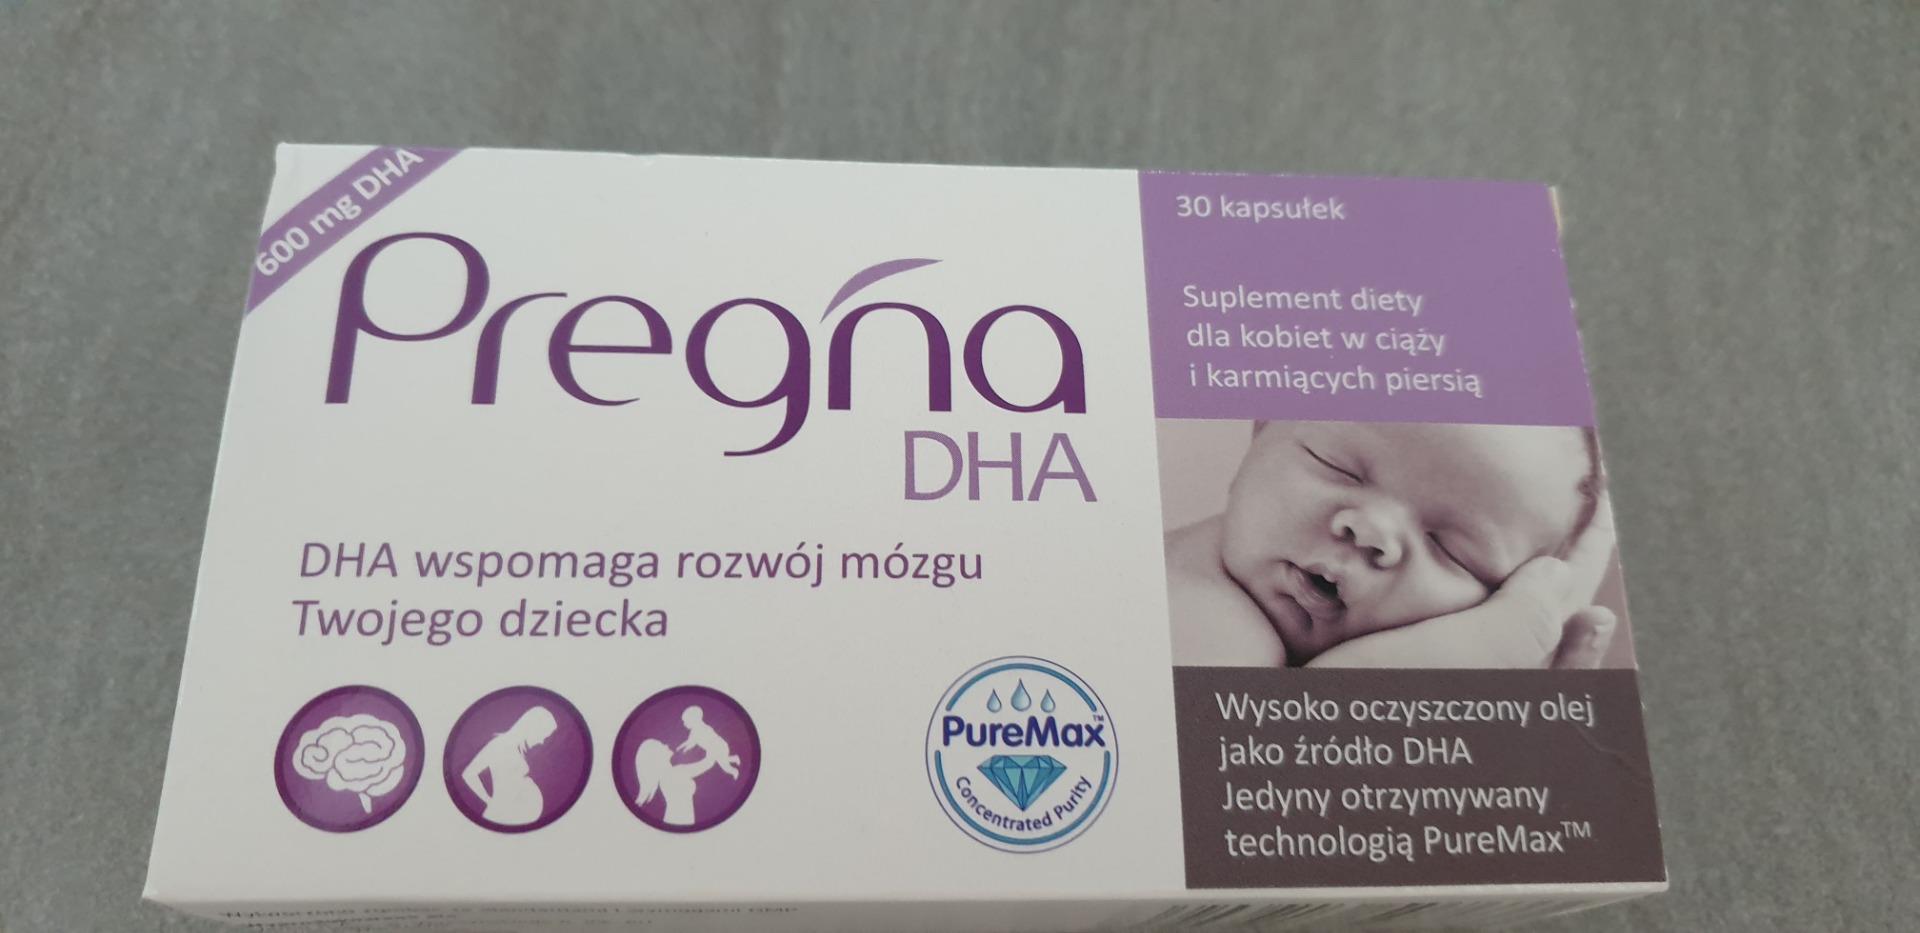 600 mg DHA
Pregna
DHA
DHA wspomaga rozwój mózgu
Twojego dziecka
PureMax™
Concentrated Purity
30 kapsułek
Suplement diety
dla kobiet w ciąży
i karmiących piersią
Wysoko oczyszczony olej
jako źródło DHA
Jedyny otrzymywany
technologią PureMax™